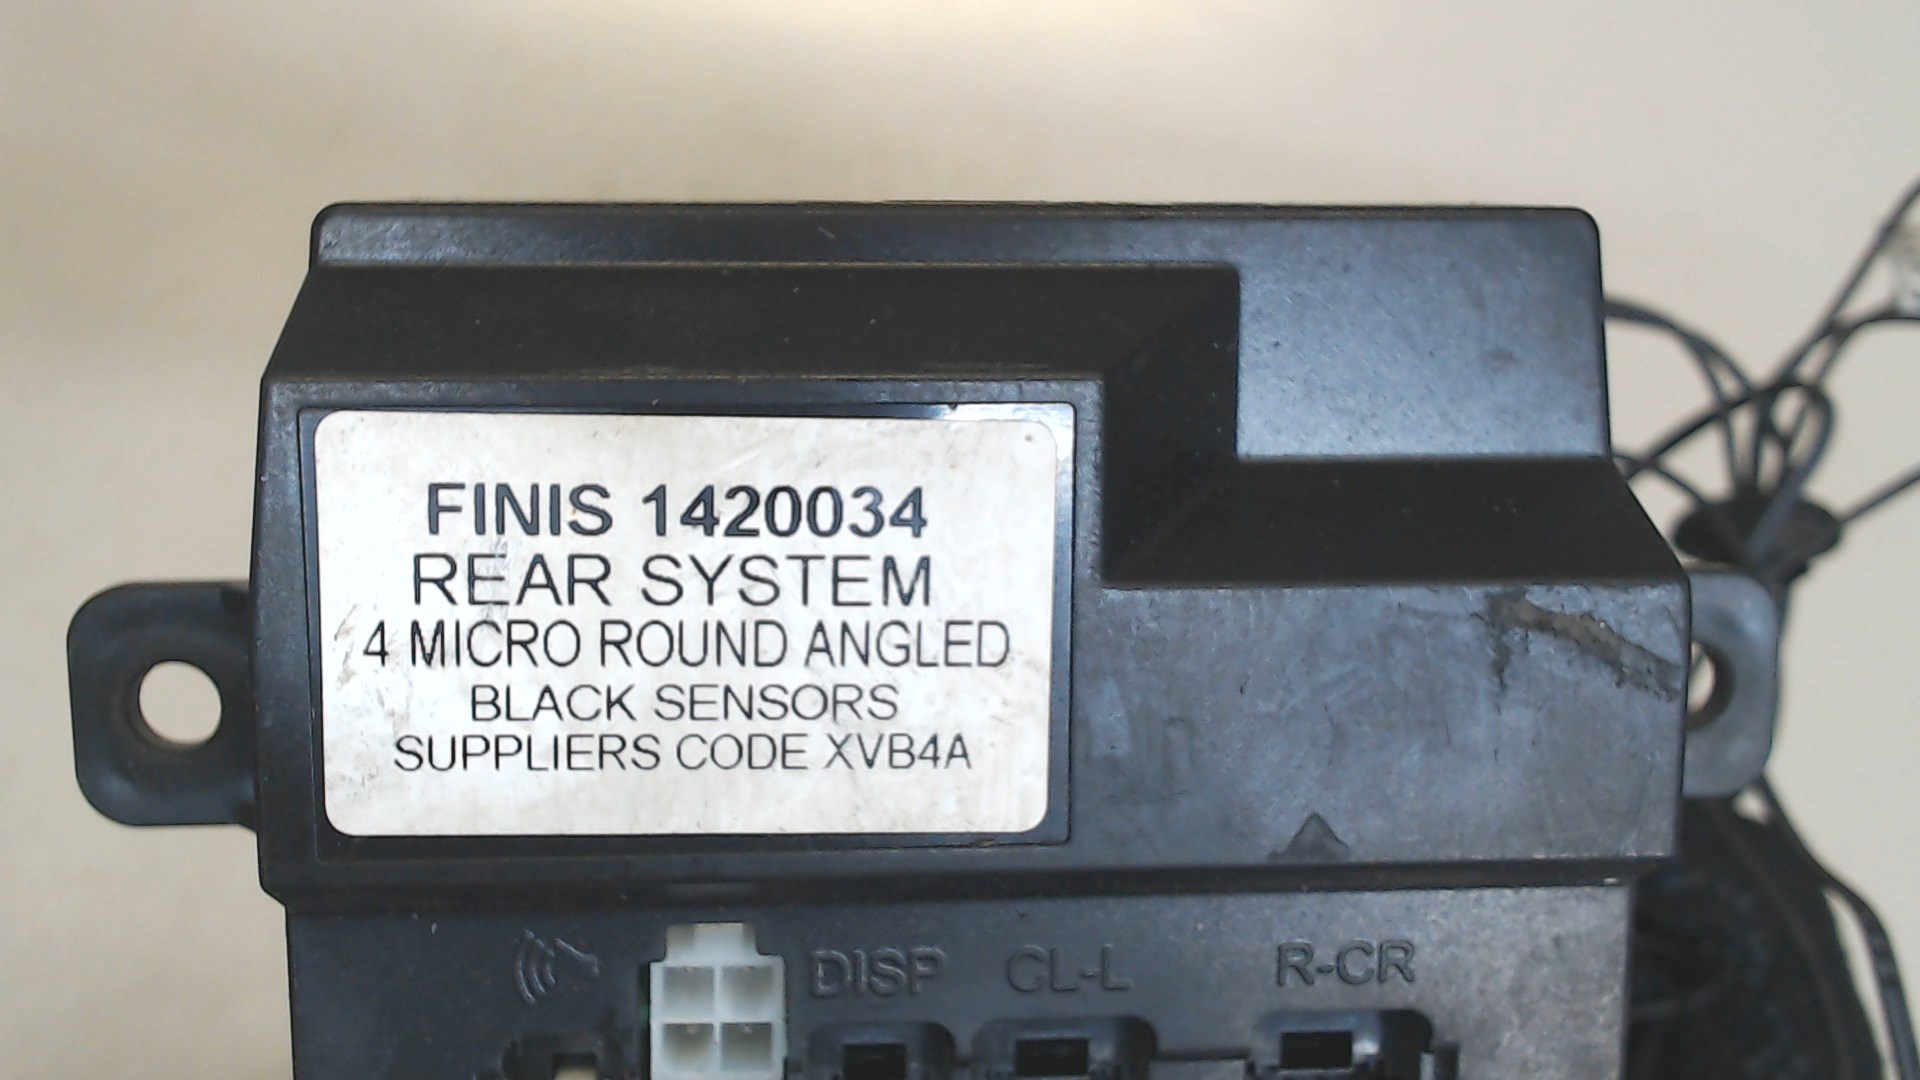 FINIS 1420034
REAR SYSTEM
4 MICRO ROUND ANGLED
BLACK SENSORS
SUPPLIERS CODE XVB4A
DISP CL-L R-CR